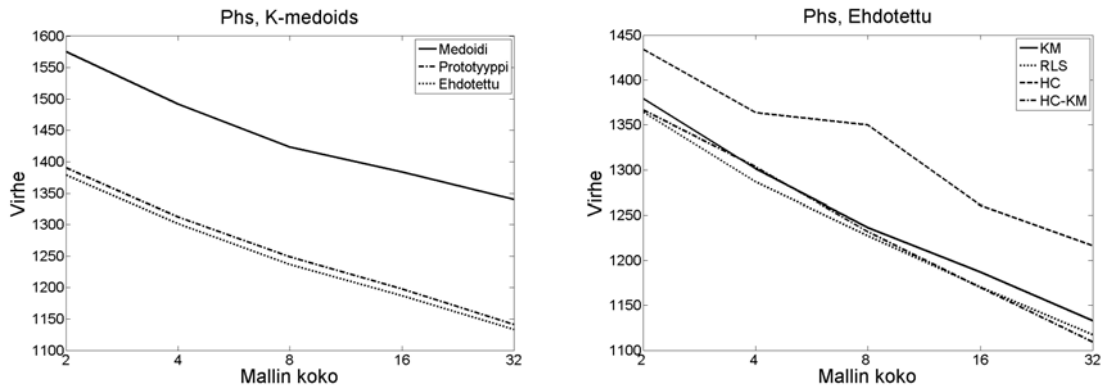 Phs, K-medoids
1600
1550
1500
1450
1400
1350
1300
1250
1200
1150
1100
Virhe
2 4 8 16 32
Mallin koko
Medoidi
Prototyyppi
Ehdotettu
Phs, Ehdotettu
1450
1400
1350
1300
1250
1200
1150
1100
Virhe
2 4 8 16 32
Mallin koko
KM
RLS
HC
HC-KM